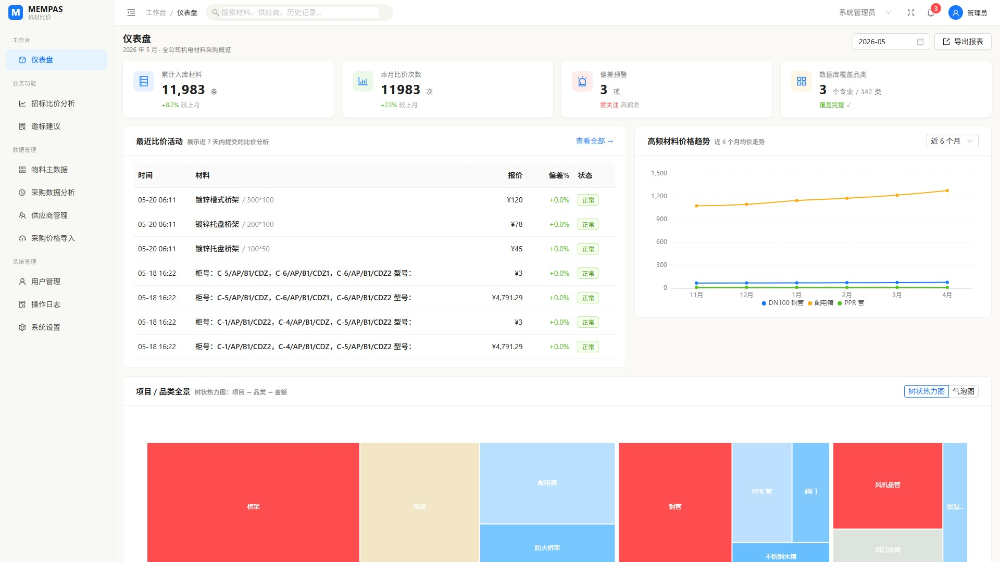 M MEMPAS
机材比价
工作台 / 仪表盘
搜索材料、供应商、历史记录...
系统管理员
3
管理员
工作台
仪表盘
业务功能
招标比价分析
邀标建议
数据管理
物料主数据
采购数据分析
供应商管理
采购价格导入
系统管理
用户管理
操作日志
系统设置
仪表盘
2026 年 5 月 · 全公司机电材料采购概览
2026-05
导出报表
累计入库材料
11,983 条
+8.2% 较上月
本月比价次数
11983 次
+23% 较上月
偏差预警
3 项
需关注 高偏差
数据库覆盖品类
3 个专业 / 342 类
覆盖完整 ✓
最近比价活动 展示近 7 天内提交的比价分析
查看全部 →
时间 材料 报价 偏差% 状态
05-20 06:11 镀锌槽式桥架 / 300*100 ¥120 +0.0% 正常
05-20 06:11 镀锌托盘桥架 / 200*100 ¥78 +0.0% 正常
05-20 06:11 镀锌托盘桥架 / 100*50 ¥45 +0.0% 正常
05-18 16:22 柜号：C-5/AP/B1/CDZ，C-6/AP/B1/CDZ1，C-6/AP/B1/CDZ2 型号： ¥3 +0.0% 正常
05-18 16:22 柜号：C-5/AP/B1/CDZ，C-6/AP/B1/CDZ1，C-6/AP/B1/CDZ2 型号： ¥4,791.29 +0.0% 正常
05-18 16:22 柜号：C-1/AP/B1/CDZ2，C-4/AP/B1/CDZ，C-5/AP/B1/CDZ2 型号： ¥3 +0.0% 正常
05-18 16:22 柜号：C-1/AP/B1/CDZ2，C-4/AP/B1/CDZ，C-5/AP/B1/CDZ2 型号： ¥4,791.29 +0.0% 正常
高频材料价格趋势 近 6 个月均价走势
近 6 个月
1,500
1,200
900
600
300
0
11月 12月 1月 2月 3月 4月
DN100 钢管 配电箱 PPR 管
项目 / 品类全景 树状热力图：项目 → 品类 → 金额
树状热力图 气泡图
桥架
电缆
配电箱
防火桥架
钢管
PPR 管
阀门
不锈钢水箱
风机盘管
风口风阀
保温...